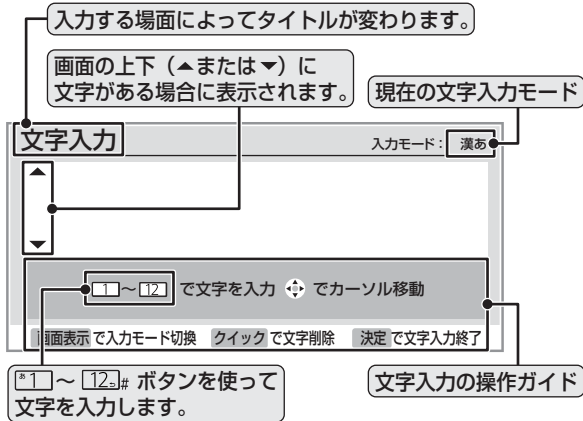 入力する場面によってタイトルが変わります。
画面の上下（▲または▼）に
文字がある場合に表示されます。
現在の文字入力モード
文字入力
入力モード： 漢あ
▲
▼
1～12 で文字を入力 でカーソル移動
画面表示 で入力モード切換 クイック で文字削除 決定 で文字入力終了
1～12# ボタンを使って
文字を入力します。
文字入力の操作ガイド